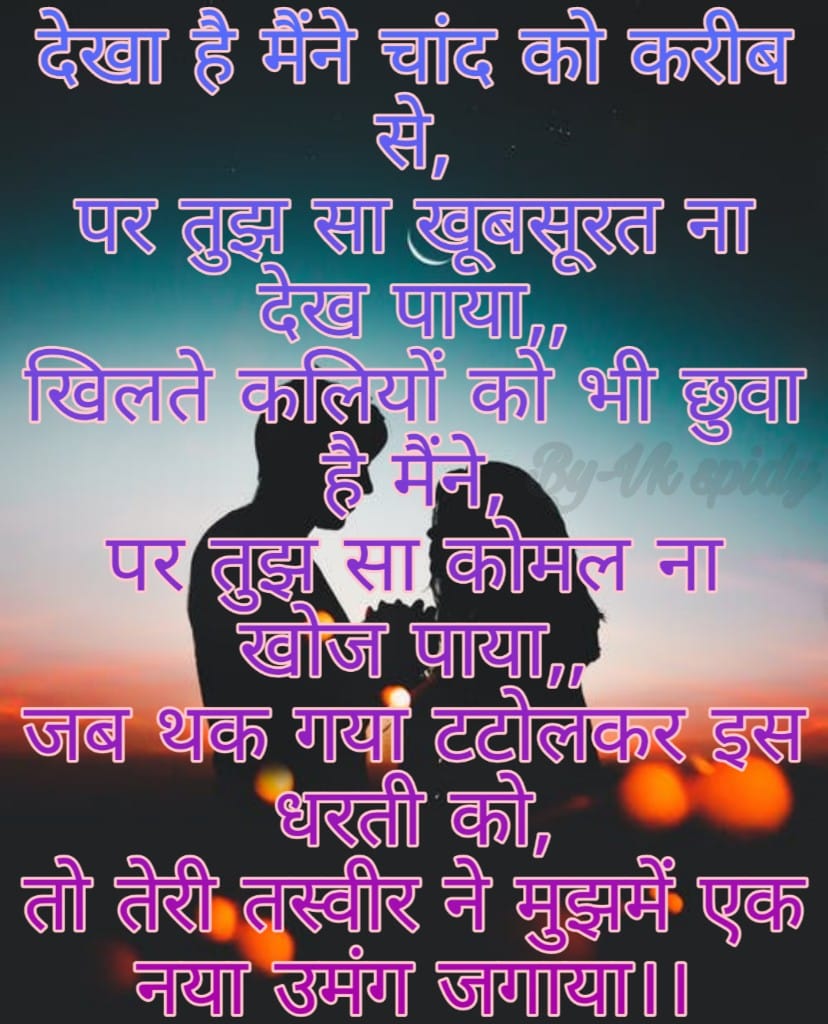 देखा है मैंने चांद को करीब
से,
पर तुझ सा खूबसूरत ना
देख पाया,,
खिलते कलियों को भी छुवा
है मैंने,
By-Vk spidy
पर तुझ सा कोमल ना
खोज पाया,,
जब थक गया टटोलकर इस
धरती को,
तो तेरी तस्वीर ने मुझमें एक
नया उमंग जगाया।।